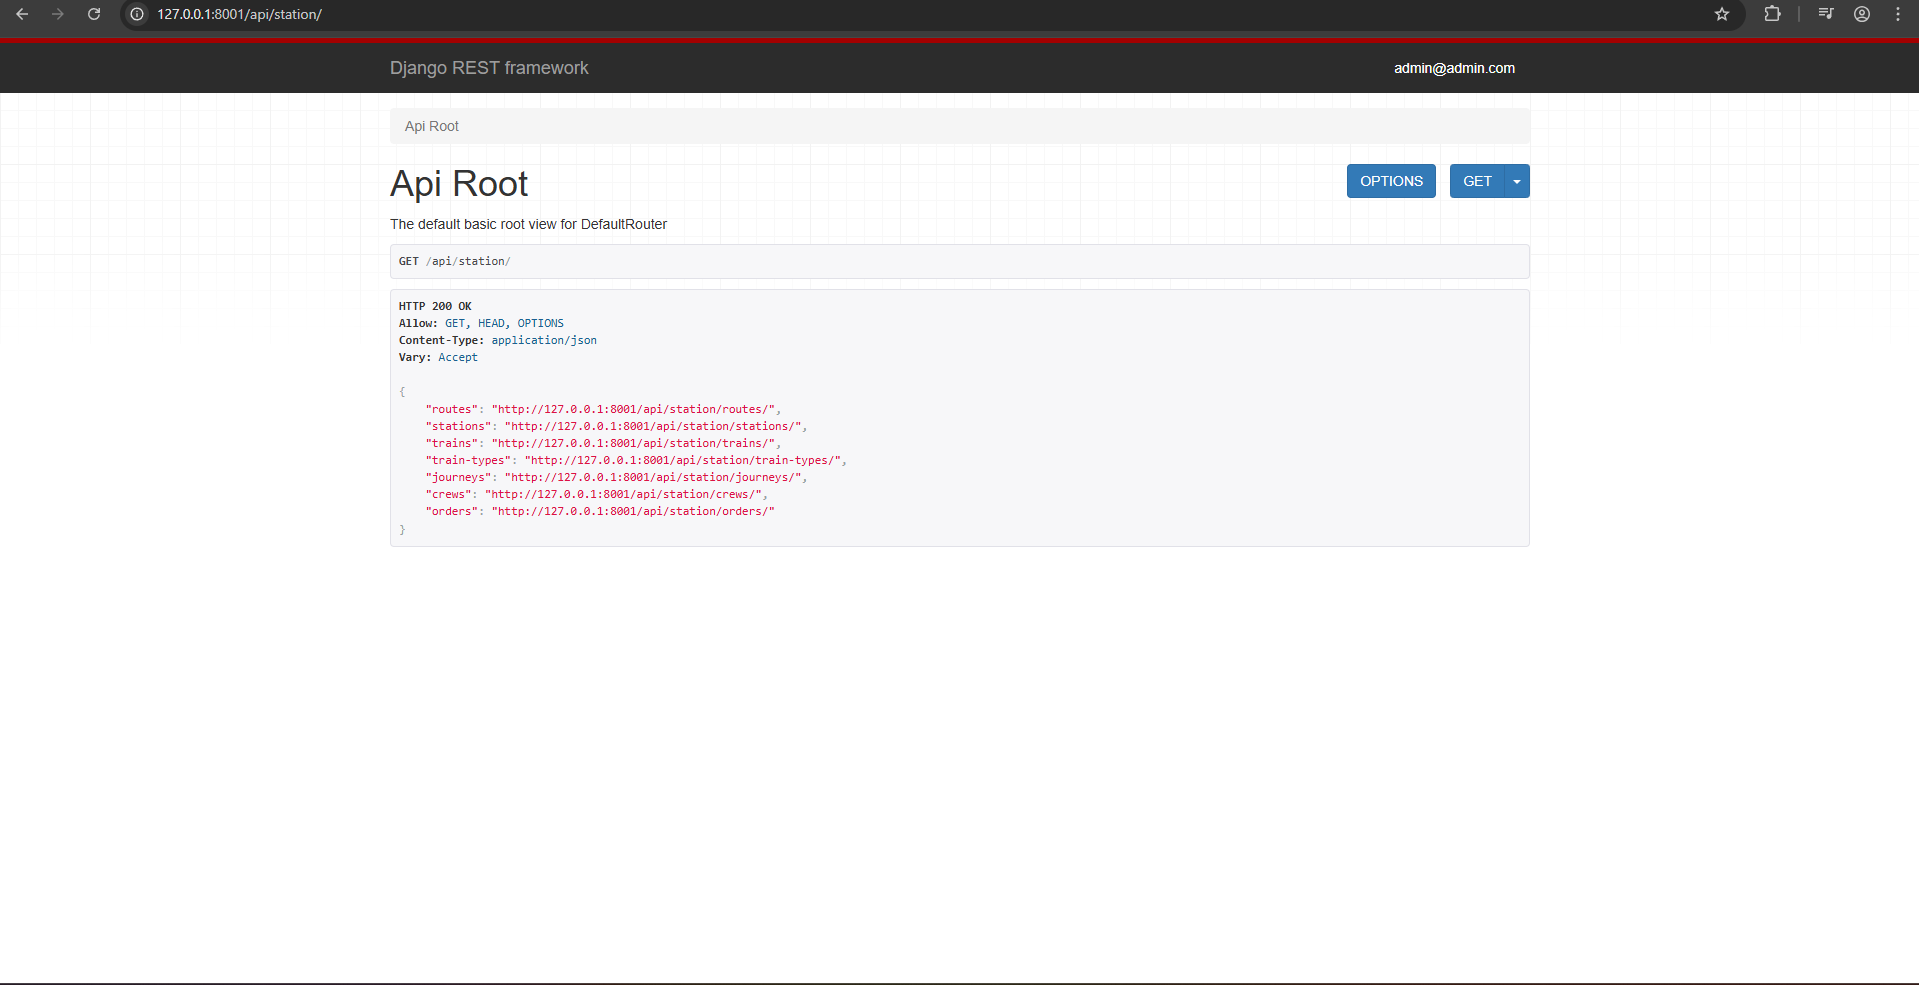 127.0.0.1:8001/api/station/
Django REST framework
admin@admin.com
Api Root
Api Root
OPTIONS
GET
The default basic root view for DefaultRouter
GET /api/station/
HTTP 200 OK
Allow: GET, HEAD, OPTIONS
Content-Type: application/json
Vary: Accept
{
    "routes": "http://127.0.0.1:8001/api/station/routes/",
    "stations": "http://127.0.0.1:8001/api/station/stations/",
    "trains": "http://127.0.0.1:8001/api/station/trains/",
    "train-types": "http://127.0.0.1:8001/api/station/train-types/",
    "journeys": "http://127.0.0.1:8001/api/station/journeys/",
    "crews": "http://127.0.0.1:8001/api/station/crews/",
    "orders": "http://127.0.0.1:8001/api/station/orders/"
}